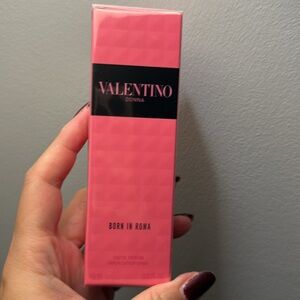 VALENTINO
DONNA
BORN IN ROMA
EAU DE PARFUM